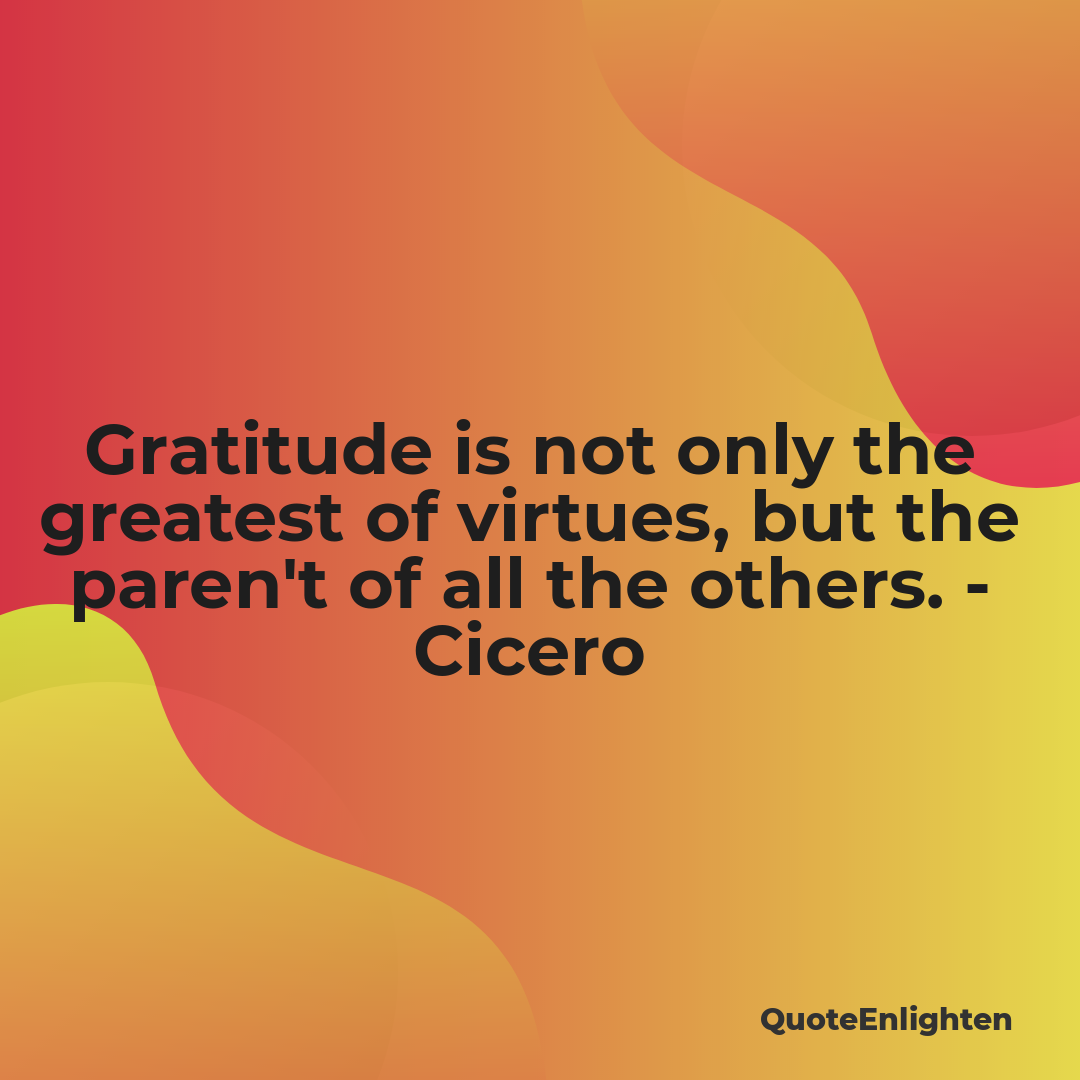 Gratitude is not only the
greatest of virtues, but the
paren't of all the others. -
Cicero
QuoteEnlighten